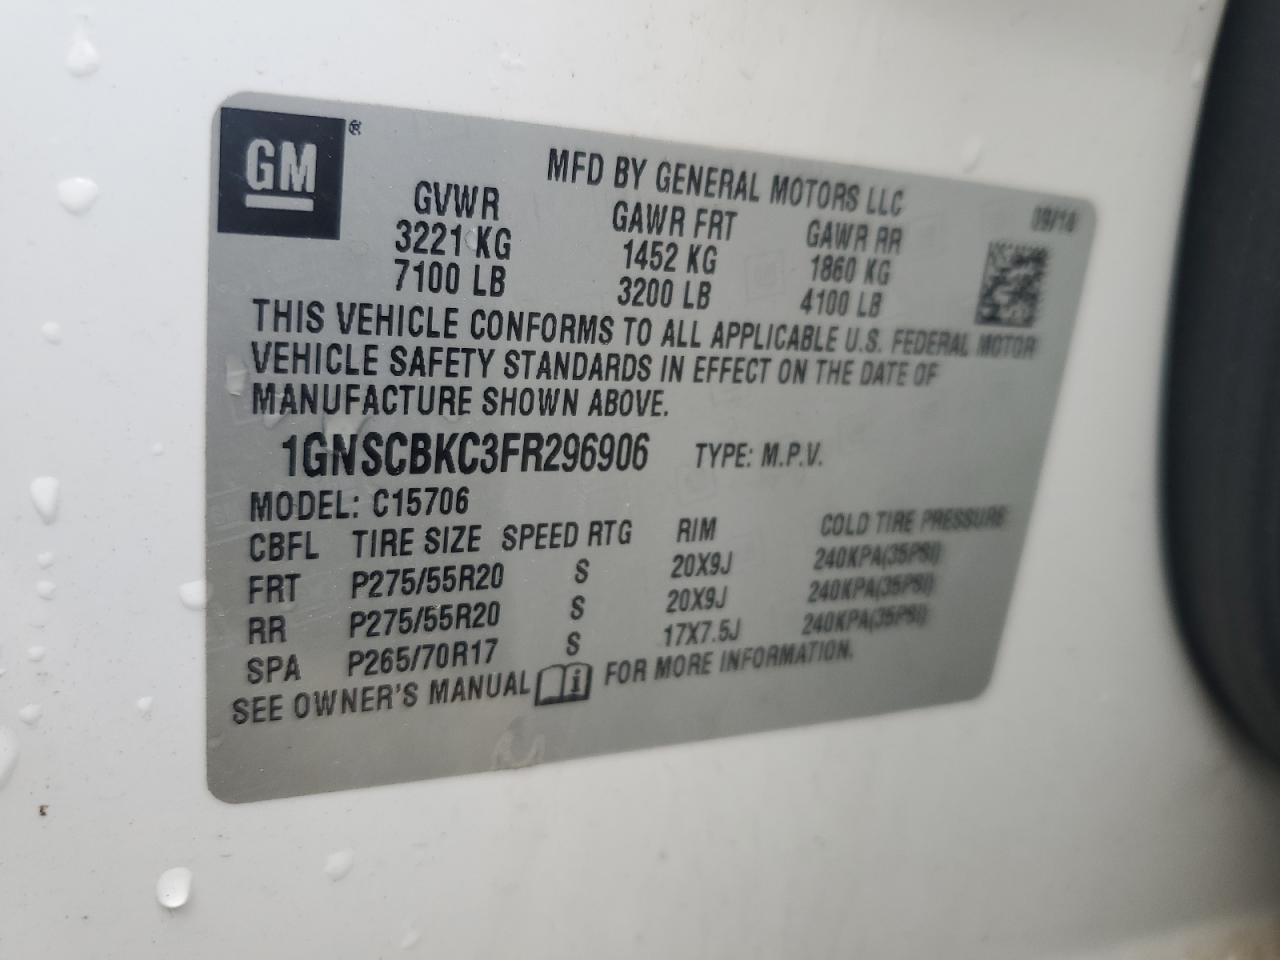 GM ®
MFD BY GENERAL MOTORS LLC
09/14
GVWR GAWR FRT GAWR RR
3221 KG 1452 KG 1860 KG
7100 LB 3200 LB 4100 LB
THIS VEHICLE CONFORMS TO ALL APPLICABLE U.S. FEDERAL MOTOR
VEHICLE SAFETY STANDARDS IN EFFECT ON THE DATE OF
MANUFACTURE SHOWN ABOVE.
1GNSCBKC3FR296906 TYPE: M.P.V.
MODEL: C15706
CBFL TIRE SIZE SPEED RTG RIM COLD TIRE PRESSURE
FRT P275/55R20 S 20X9J 240KPA(35PSI)
RR P275/55R20 S 20X9J 240KPA(35PSI)
SPA P265/70R17 S 17X7.5J 240KPA(35PSI)
SEE OWNER'S MANUAL FOR MORE INFORMATION.